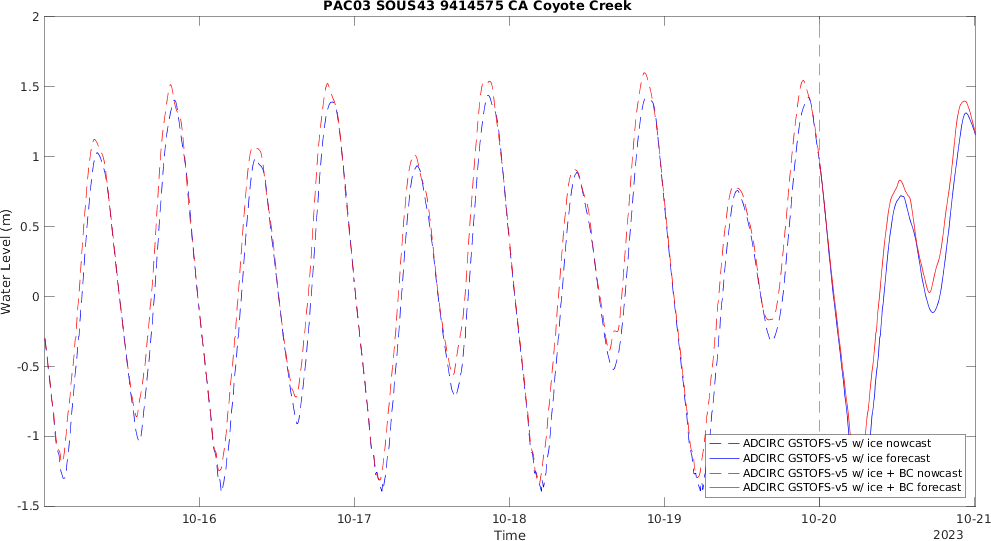 PAC03 SOUS43 9414575 CA Coyote Creek
2
1.5
1
0.5
0
-0.5
-1
-1.5
Water Level (m)
ADCIRC GSTOFS-v5 w/ ice nowcast
ADCIRC GSTOFS-v5 w/ ice forecast
ADCIRC GSTOFS-v5 w/ ice + BC nowcast
ADCIRC GSTOFS-v5 w/ ice + BC forecast
10-16 10-17 10-18 10-19 10-20 10-21
Time
2023